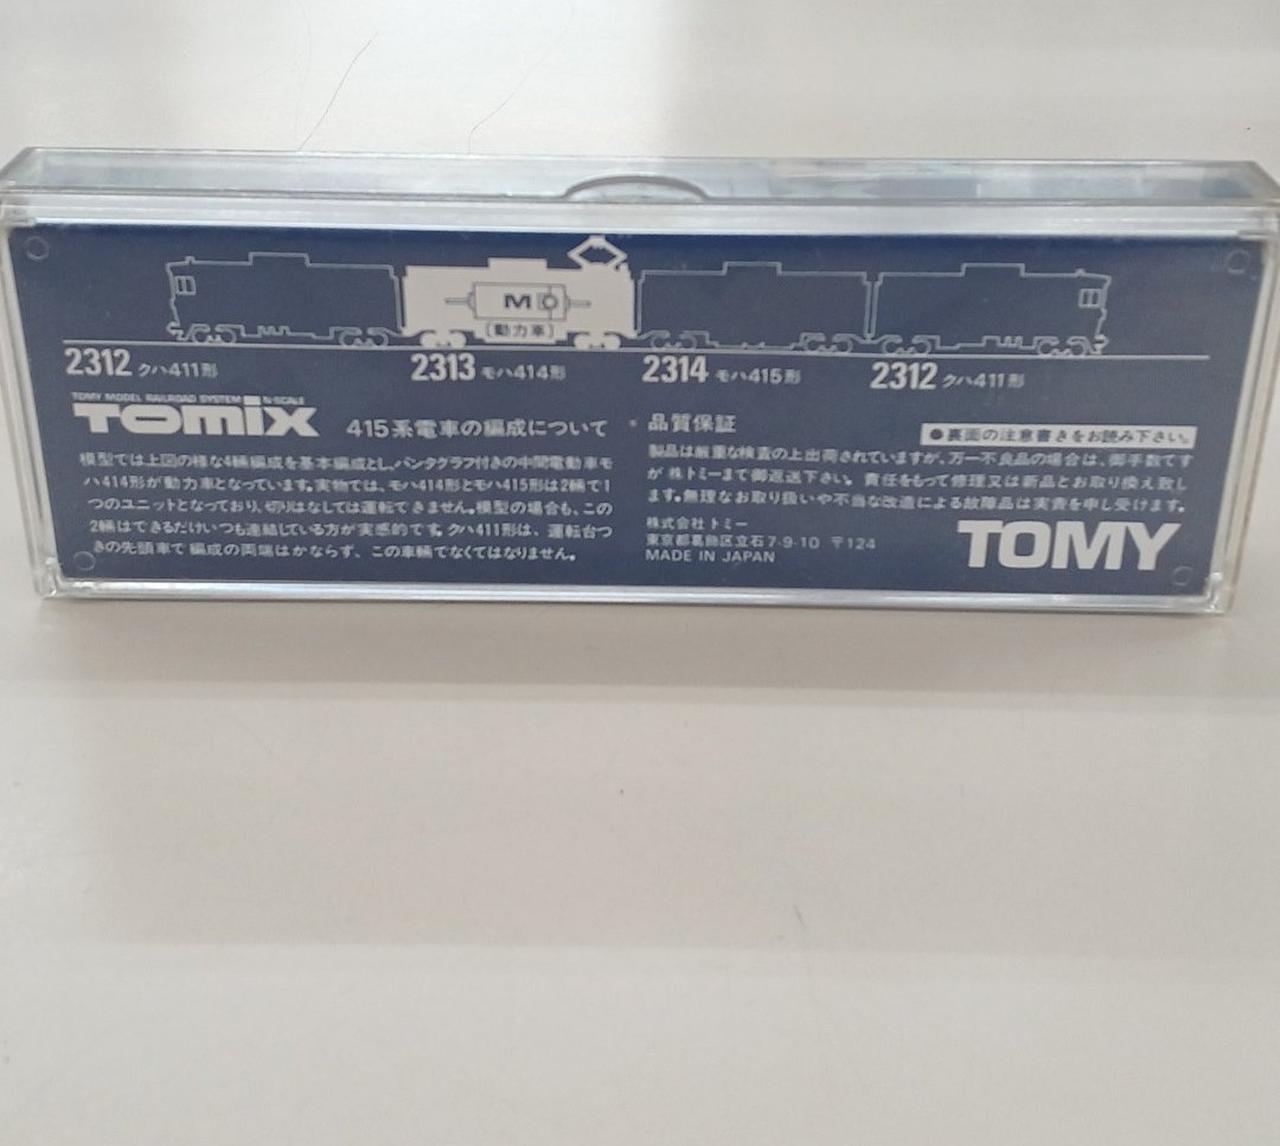 M
(動力車)
2312 クハ411形
2313 モハ414形
2314 モハ415形
2312 クハ411形
TOMY MODEL RAILROAD SYSTEM N-SCALE
TOMIX
415系電車の編成について
模型では上図の様な4輛編成を基本編成とし、パンタグラフ付きの中間電動車モ
ハ414形が動力車となっています。実物では、モハ414形とモハ415形は2輛で1
つのユニットとなっており、切りはなしては運転できません。模型の場合も、この
2輛はできるだけいつも連結している方が実感的です。クハ411形は、運転台つ
きの先頭車で編成の両端はかならず、この車輛でなくてはなりません。
品質保証
●裏面の注意書きをお読み下さい。
製品は厳重な検査の上出荷されていますが、万一不良品の場合は、御手数です
が 株トミーまで御返送下さい。責任をもって修理又は新品とお取り換え致し
ます。無理なお取り扱いや不当な改造による故障品は実費を申し受けます。
株式会社トミー
東京都葛飾区立石7-9-10 〒124
MADE IN JAPAN
TOMY